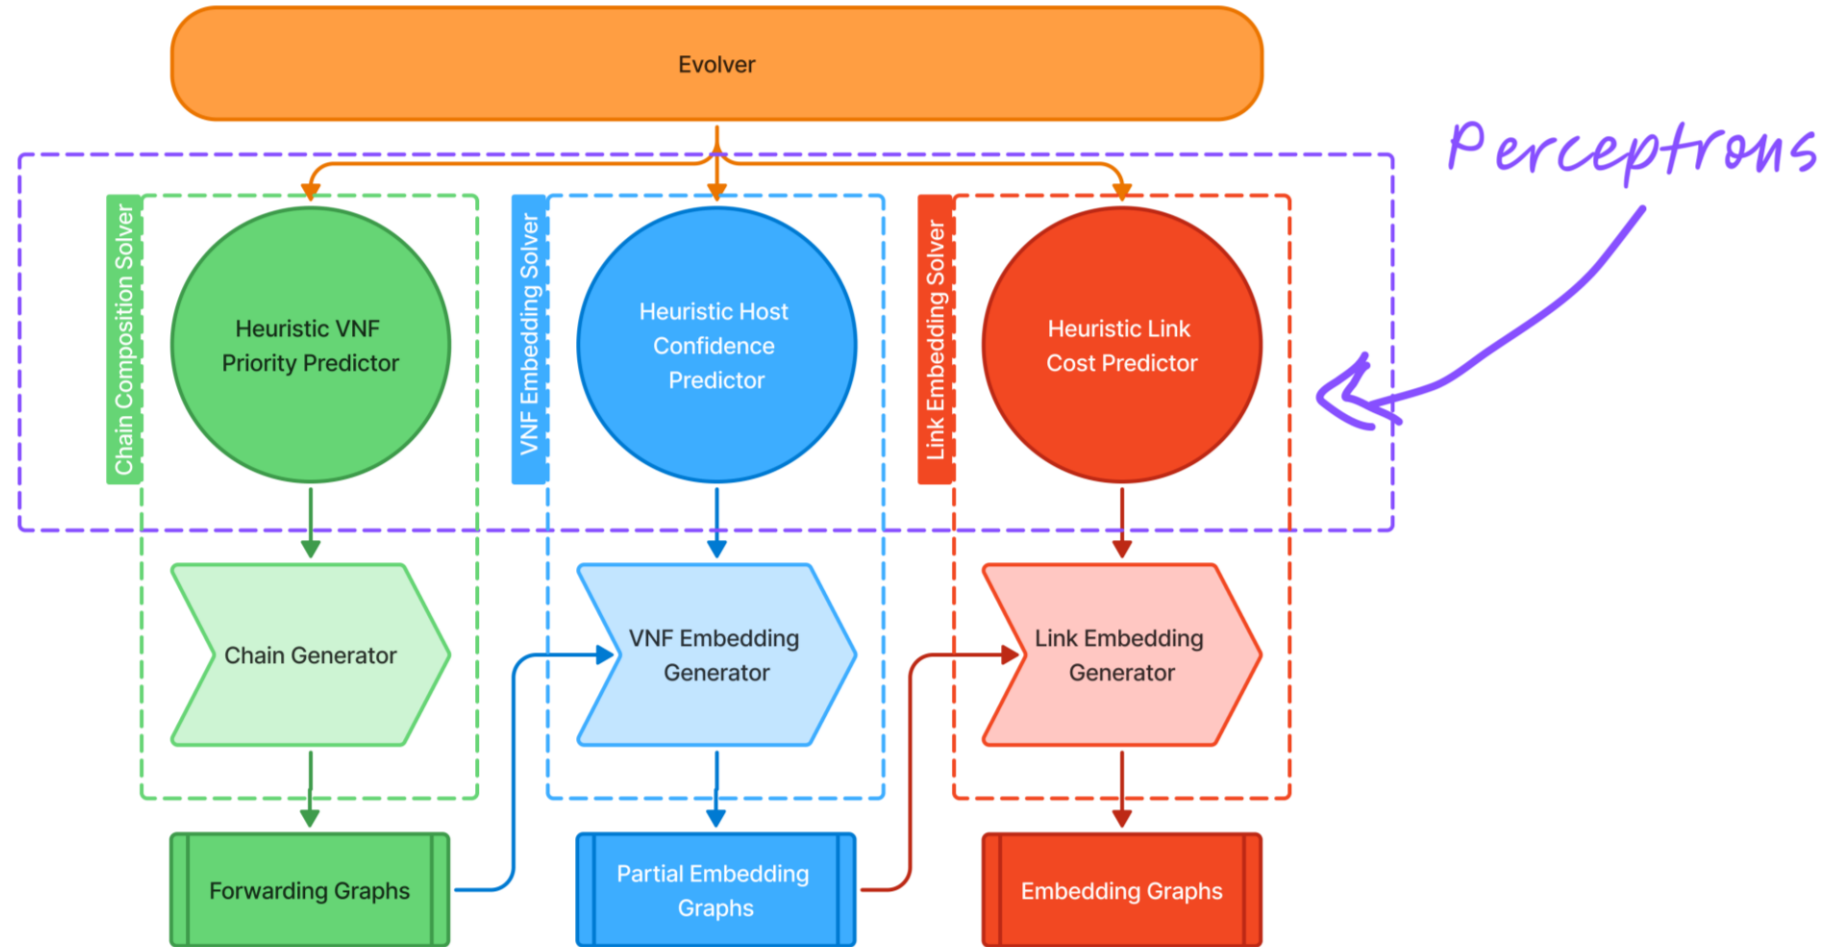 Evolver
Perceptrons
Chain Composition Solver
Heuristic VNF
Priority Predictor
VNF Embedding Solver
Heuristic Host
Confidence
Predictor
Link Embedding Solver
Heuristic Link
Cost Predictor
Chain Generator
VNF Embedding
Generator
Link Embedding
Generator
Forwarding Graphs
Partial Embedding
Graphs
Embedding Graphs